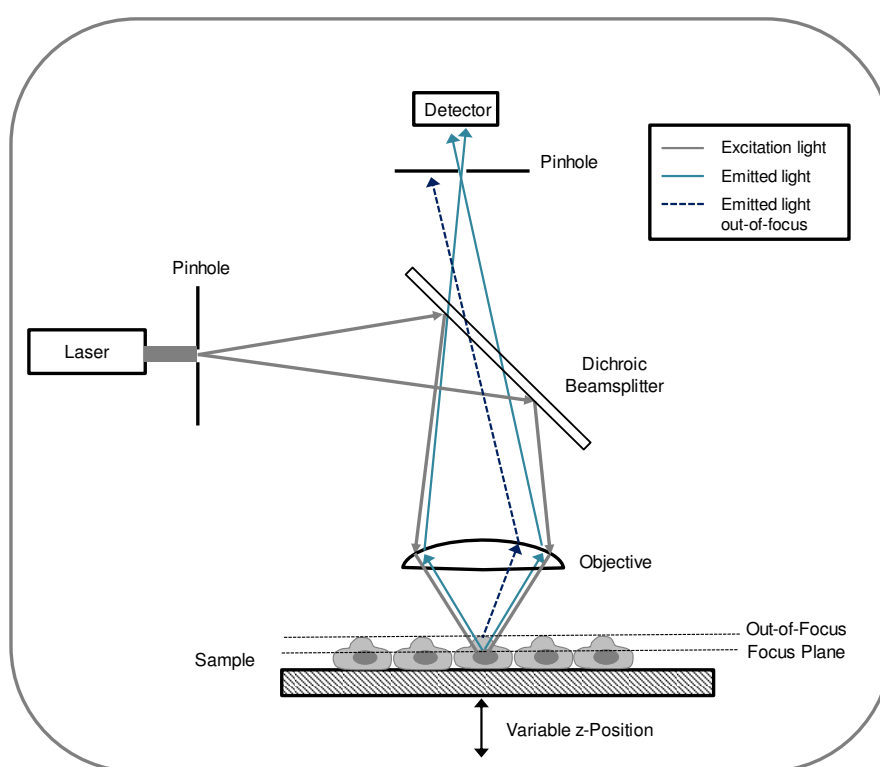 Detector
Pinhole
Excitation light
Emitted light
Emitted light
out-of-focus
Pinhole
Laser
Dichroic
Beamsplitter
Objective
Out-of-Focus
Focus Plane
Sample
Variable z-Position